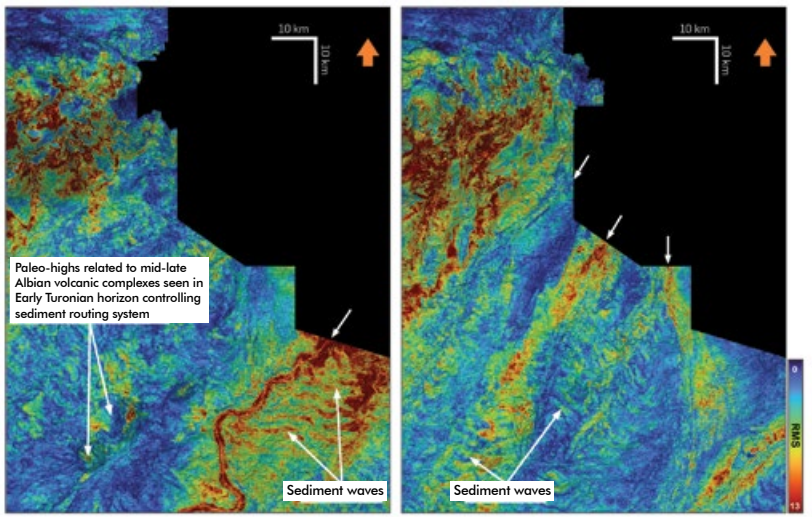 10 km
10 km
Paleo-highs related to mid-late
Albian volcanic complexes seen in
Early Turonian horizon controlling
sediment routing system
Sediment waves
10 km
10 km
Sediment waves
0
RMS
13